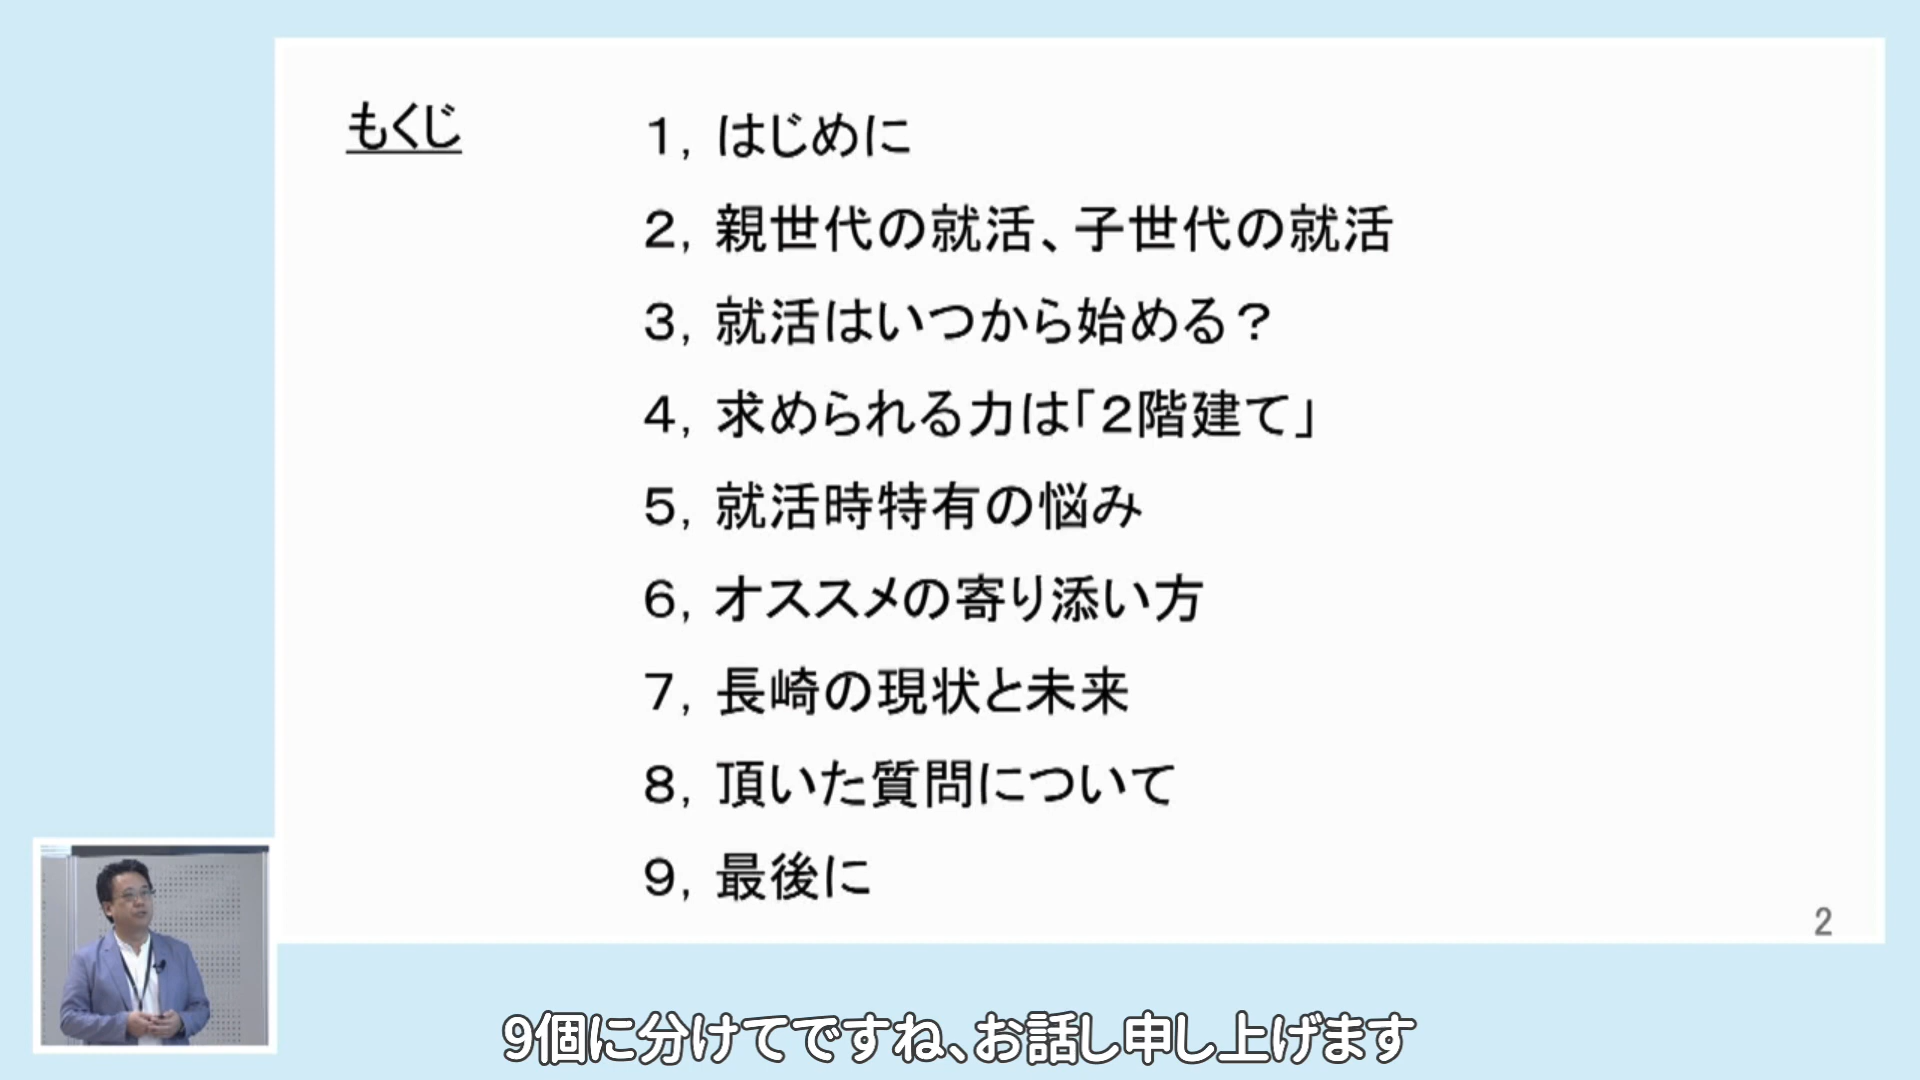 もくじ
1, はじめに
2, 親世代の就活、子世代の就活
3, 就活はいつから始める？
4, 求められる力は「2階建て」
5, 就活時特有の悩み
6, オススメの寄り添い方
7, 長崎の現状と未来
8, 頂いた質問について
9, 最後に
2
9個に分けてですね、お話し申し上げます